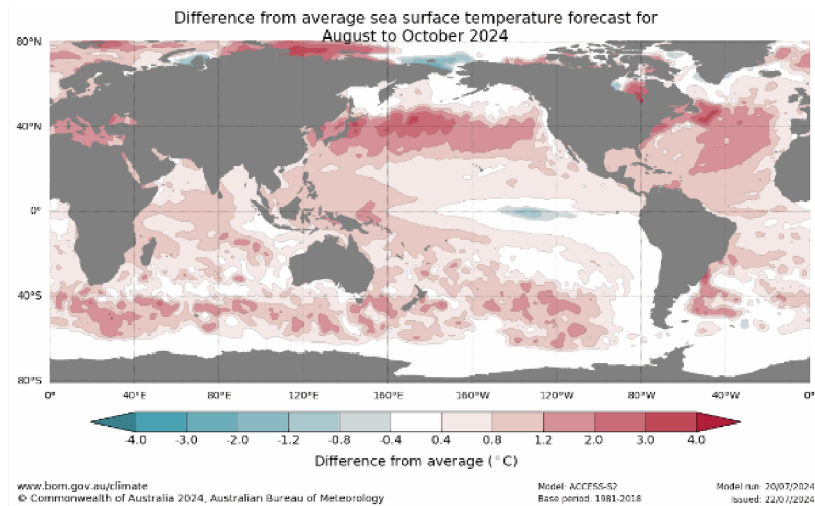 Difference from average sea surface temperature forecast for
August to October 2024
80°N
40°N
0°
40°S
80°S
0° 40°E 80°E 120°E 160°E 160°W 120°W 80°W 40°W 0°
-4.0 -3.0 -2.0 -1.2 -0.8 -0.4 0.4 0.8 1.2 2.0 3.0 4.0
Difference from average (°C)
www.bom.gov.au/climate
© Commonwealth of Australia 2024, Australian Bureau of Meteorology
Model: ACCESS-S2
Base period: 1981-2018
Model run: 20/07/2024
Issued: 22/07/2024